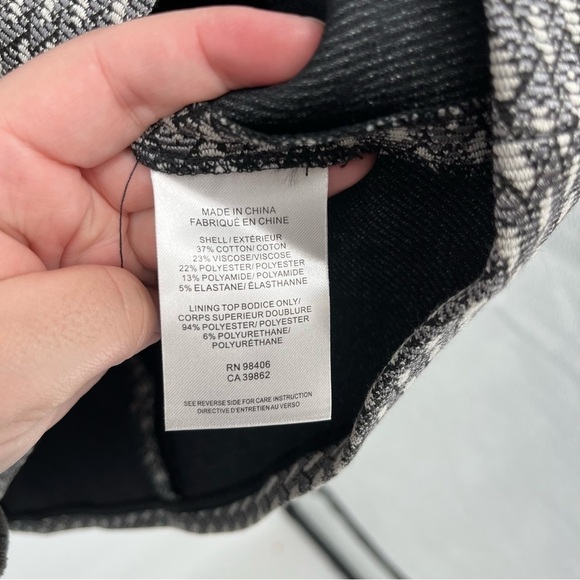 MADE IN CHINA
FABRIQUÉ EN CHINE
SHELL/EXTÉRIEUR
37% COTTON/COTON
23% VISCOSE/VISCOSE
22% POLYESTER/POLYESTER
13% POLYAMIDE/POLYAMIDE
5% ELASTANE/ÉLASTHANNE
LINING TOP BODICE ONLY/
CORPS SUPERIEUR DOUBLURE
94% POLYESTER/POLYESTER
6% POLYURETHANE/
POLYURÉTHANE
RN 98406
CA 39862
SEE REVERSE SIDE FOR CARE INSTRUCTION
DIRECTIVE D'ENTRETIEN AU VERSO